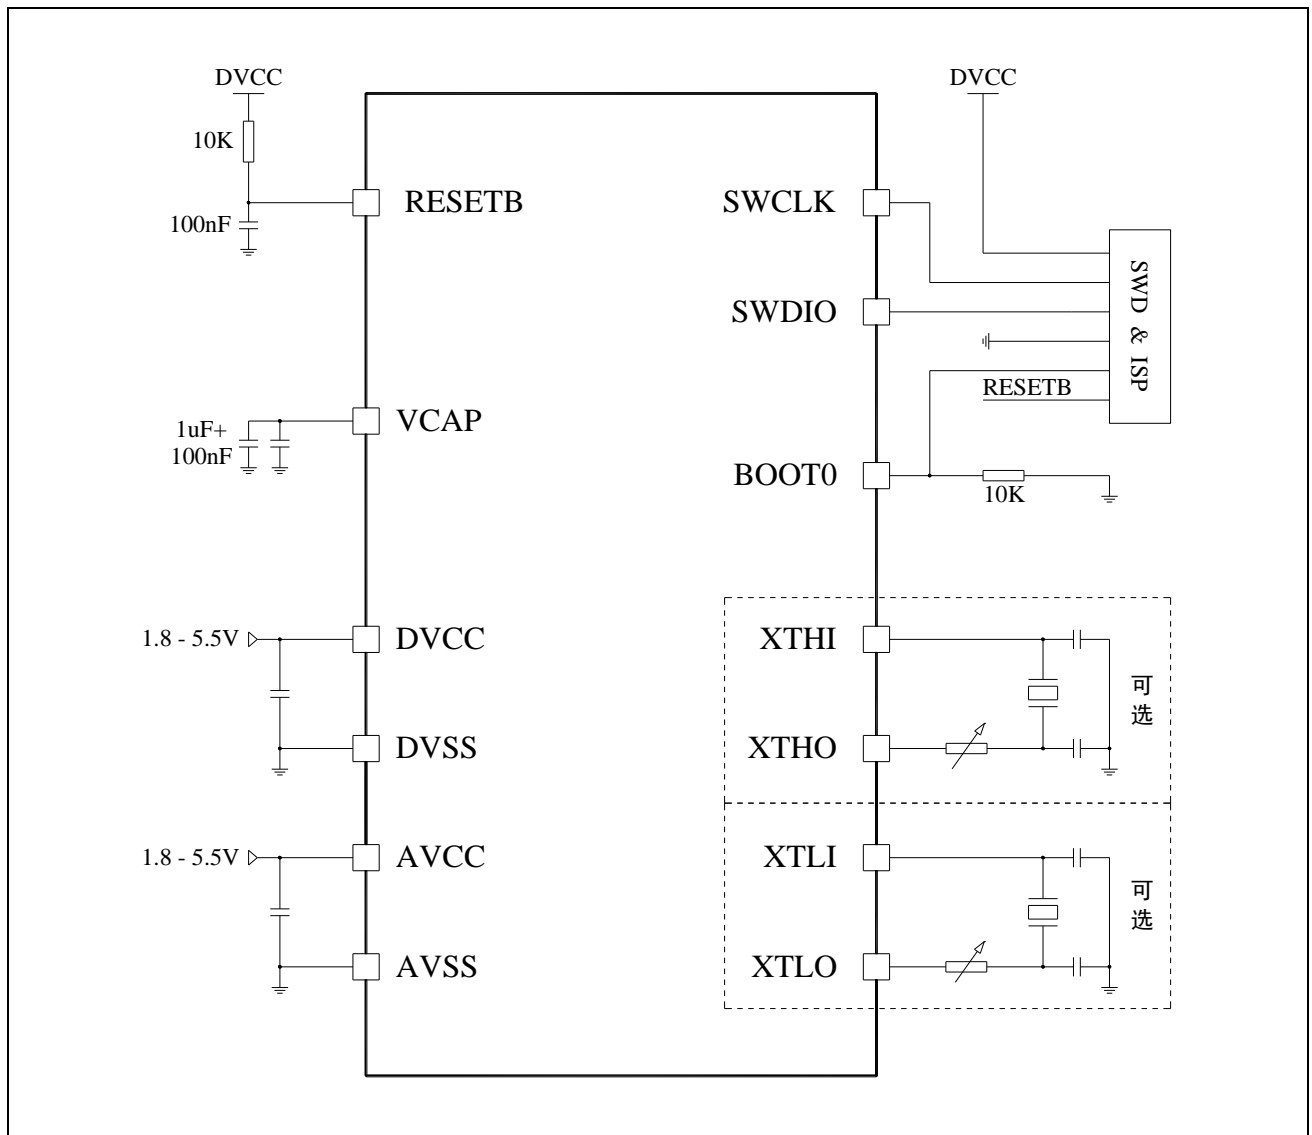 DVCC
10K
RESETB
100nF
VCAP
1uF+
100nF
1.8 - 5.5V
DVCC
DVSS
1.8 - 5.5V
AVCC
AVSS
DVCC
SWCLK
SWDIO
SWD & ISP
RESETB
BOOT0
10K
XTHI
XTHO
可选
XTLI
XTLO
可选